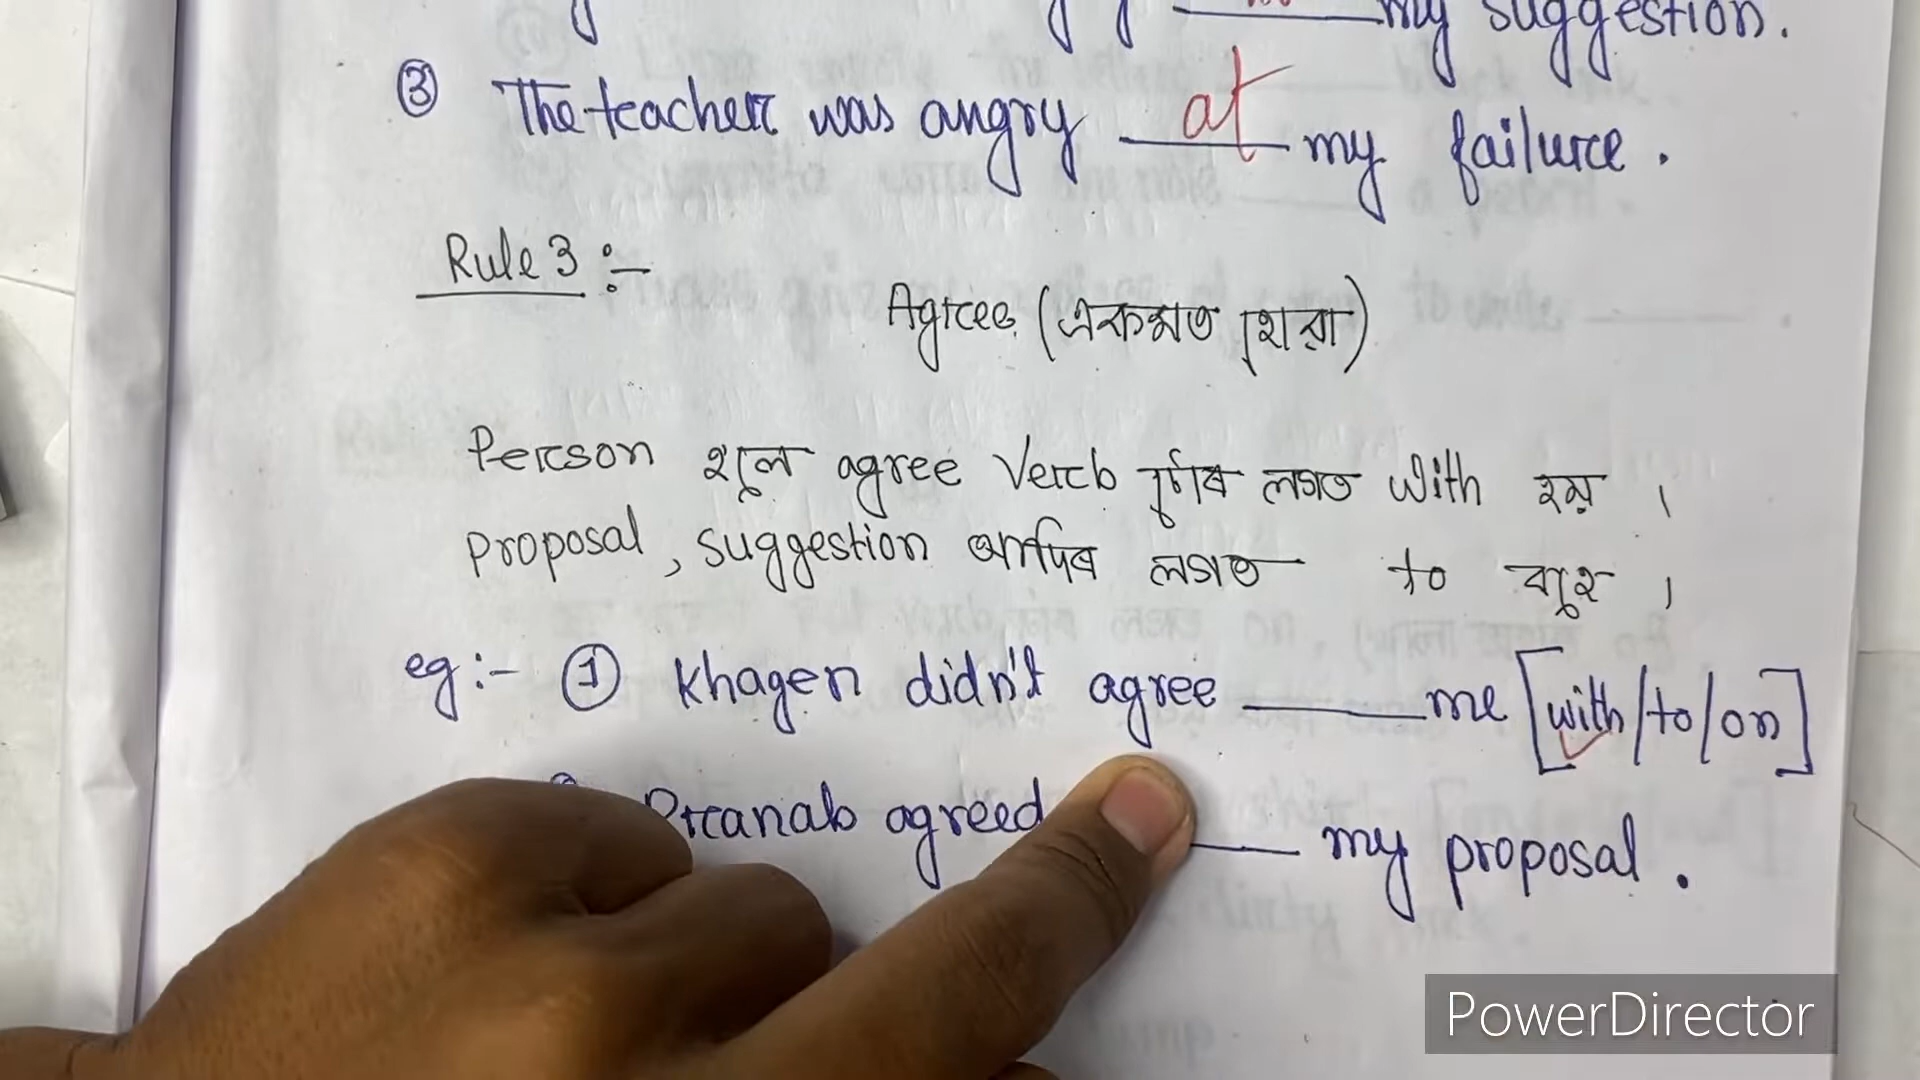 my suggestion.
③ The teacher was angry at my failure.
Rule 3 :-
Agree (একমত হোৱা)
Person হ'লে agree Verb টোৰ লগত with হয় ।
proposal, suggestion আদিৰ লগত to বহে ।
eg:- ① Khagen didn't agree ____ me [with/to/on]
Pranab agreed ____ my proposal.
PowerDirector